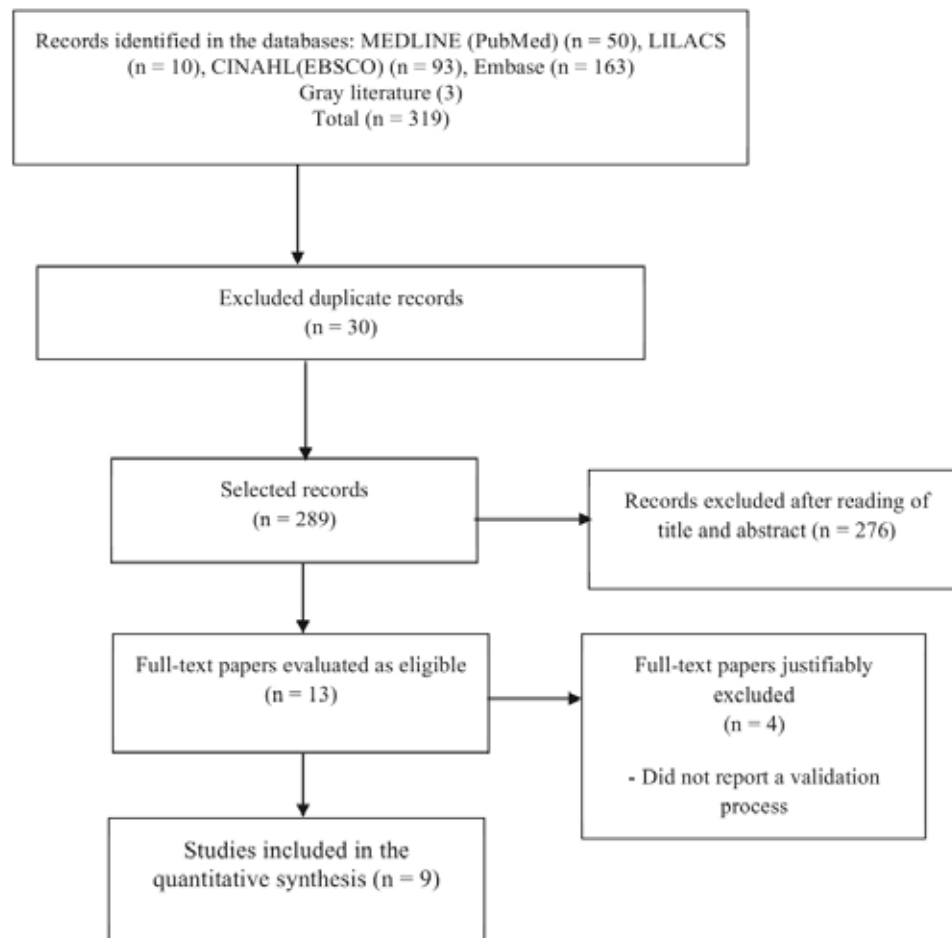 Records identified in the databases: MEDLINE (PubMed) (n = 50), LILACS
(n = 10), CINAHL(EBSCO) (n = 93), Embase (n = 163)
Gray literature (3)
Total (n = 319)
Excluded duplicate records
(n = 30)
Selected records
(n = 289)
Records excluded after reading of
title and abstract (n = 276)
Full-text papers evaluated as eligible
(n = 13)
Full-text papers justifiably
excluded
(n = 4)
- Did not report a validation
process
Studies included in the
quantitative synthesis (n = 9)